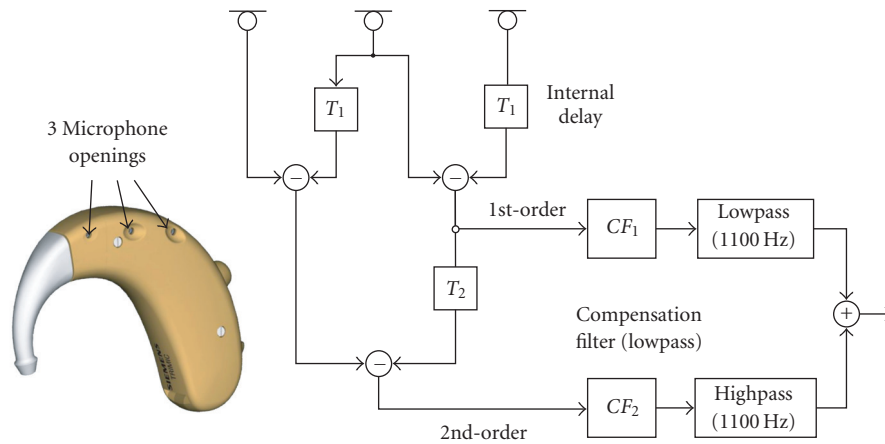 3 Microphone
openings
T₁
T₁
Internal
delay
−
−
1st-order
CF₁
Lowpass
(1100 Hz)
T₂
Compensation
filter (lowpass)
+
−
2nd-order
CF₂
Highpass
(1100 Hz)
SIEMENS